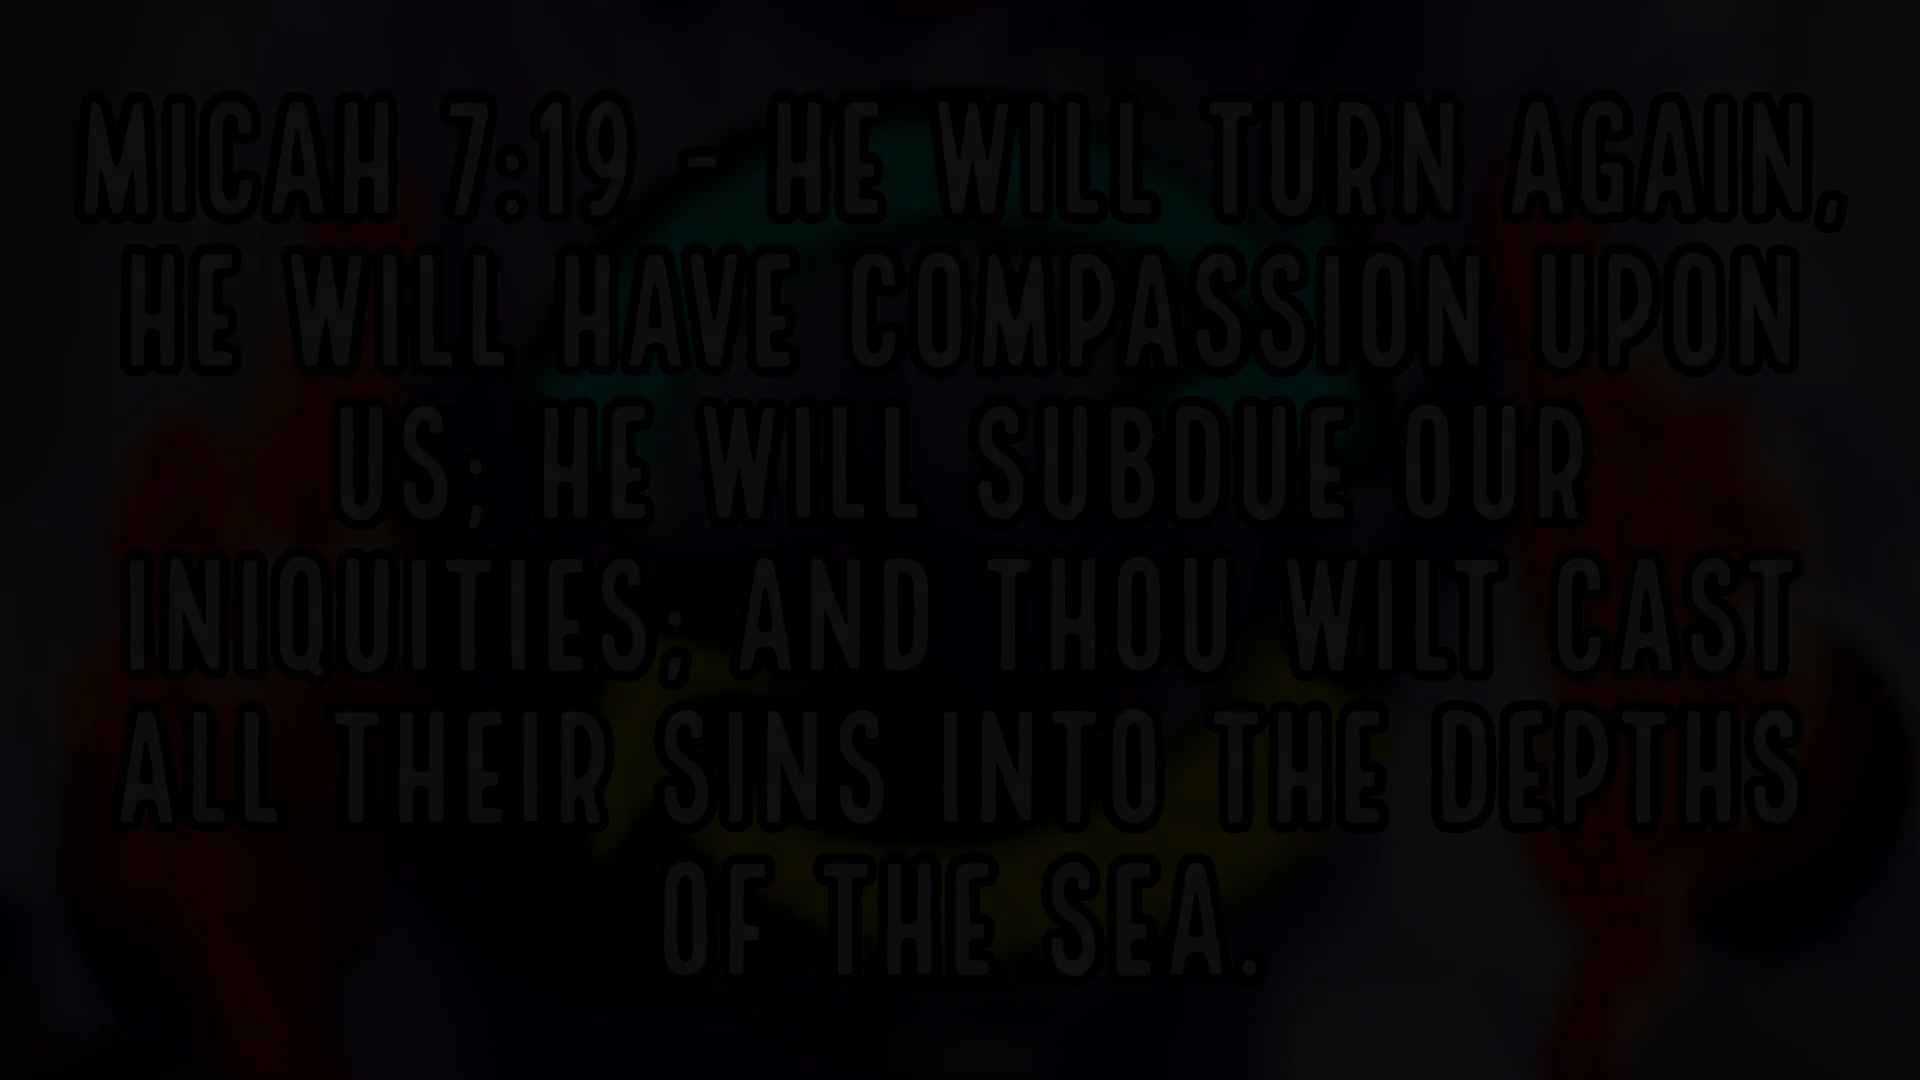 MICAH 7:19 - HE WILL TURN AGAIN,
HE WILL HAVE COMPASSION UPON
US; HE WILL SUBDUE OUR
INIQUITIES; AND THOU WILT CAST
ALL THEIR SINS INTO THE DEPTHS
OF THE SEA.